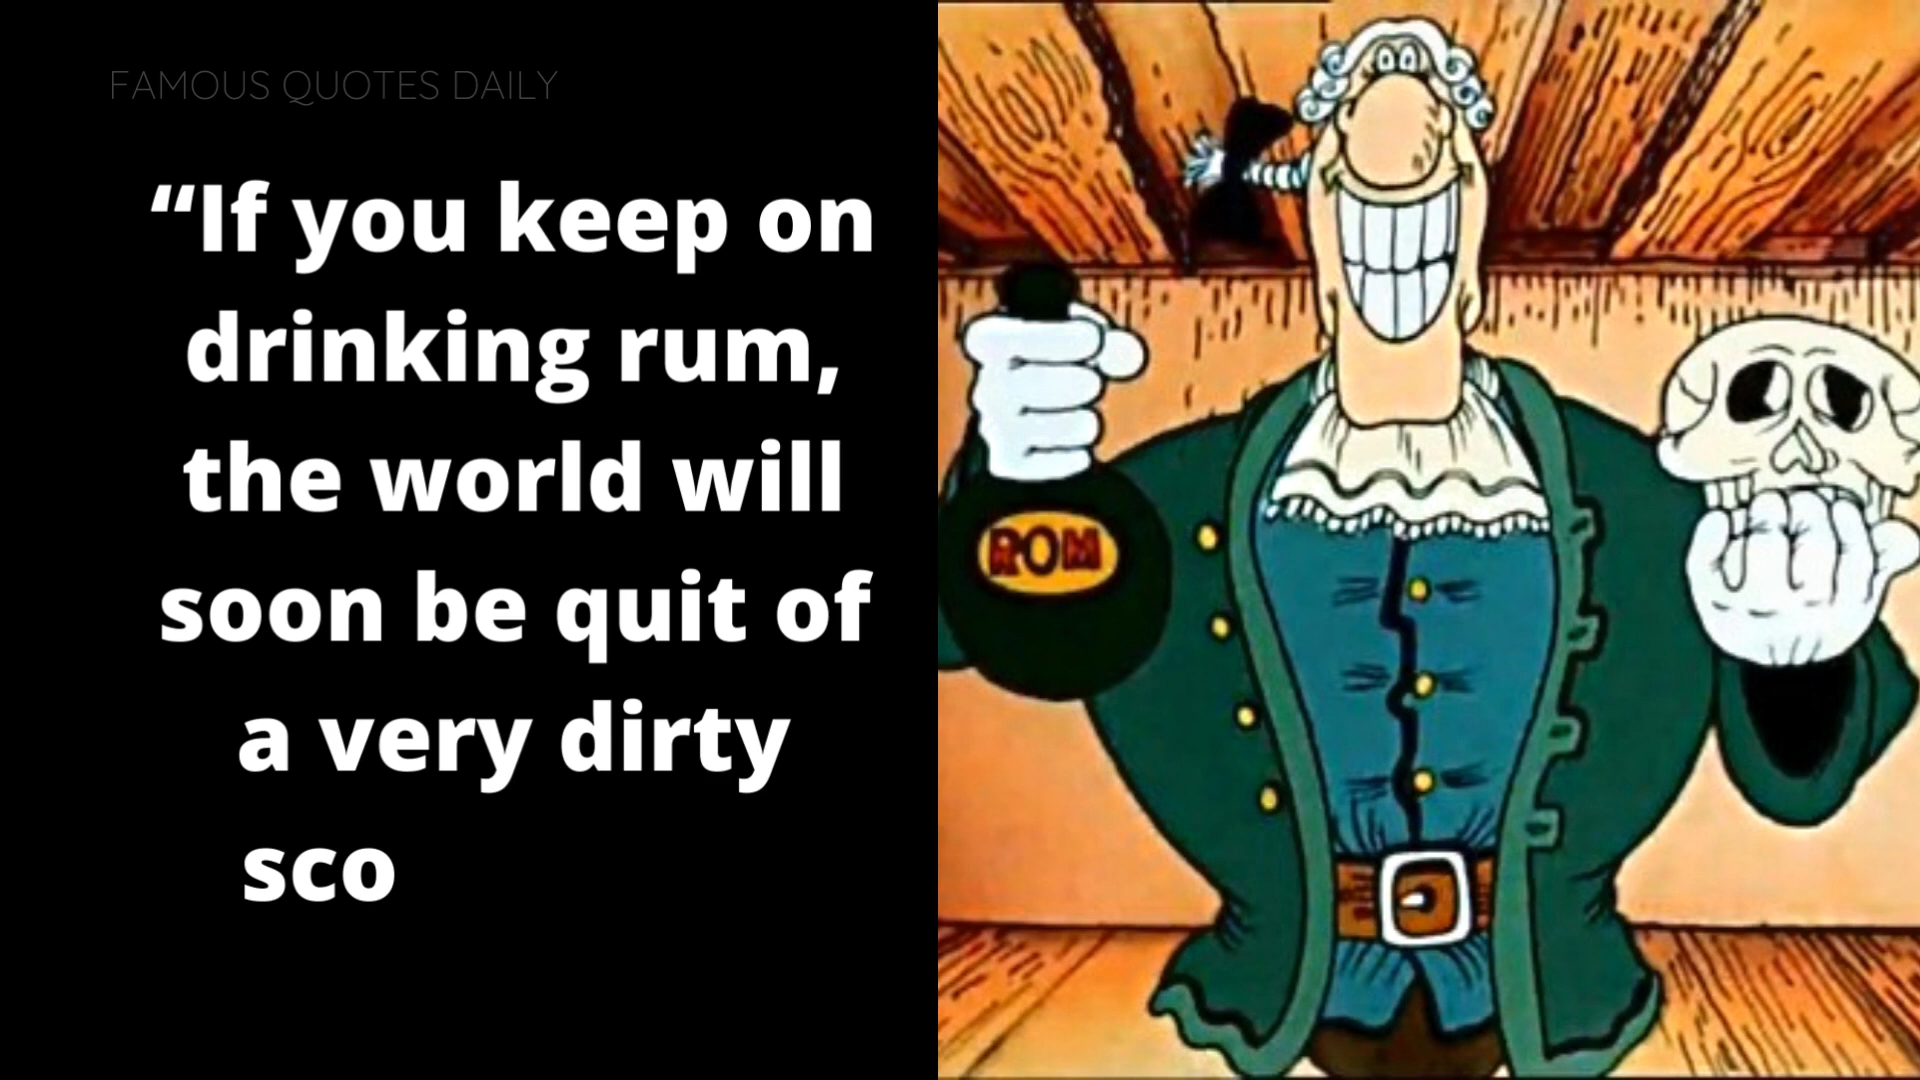 FAMOUS QUOTES DAILY
“If you keep on
drinking rum,
the world will
soon be quit of
a very dirty
sco
ROM